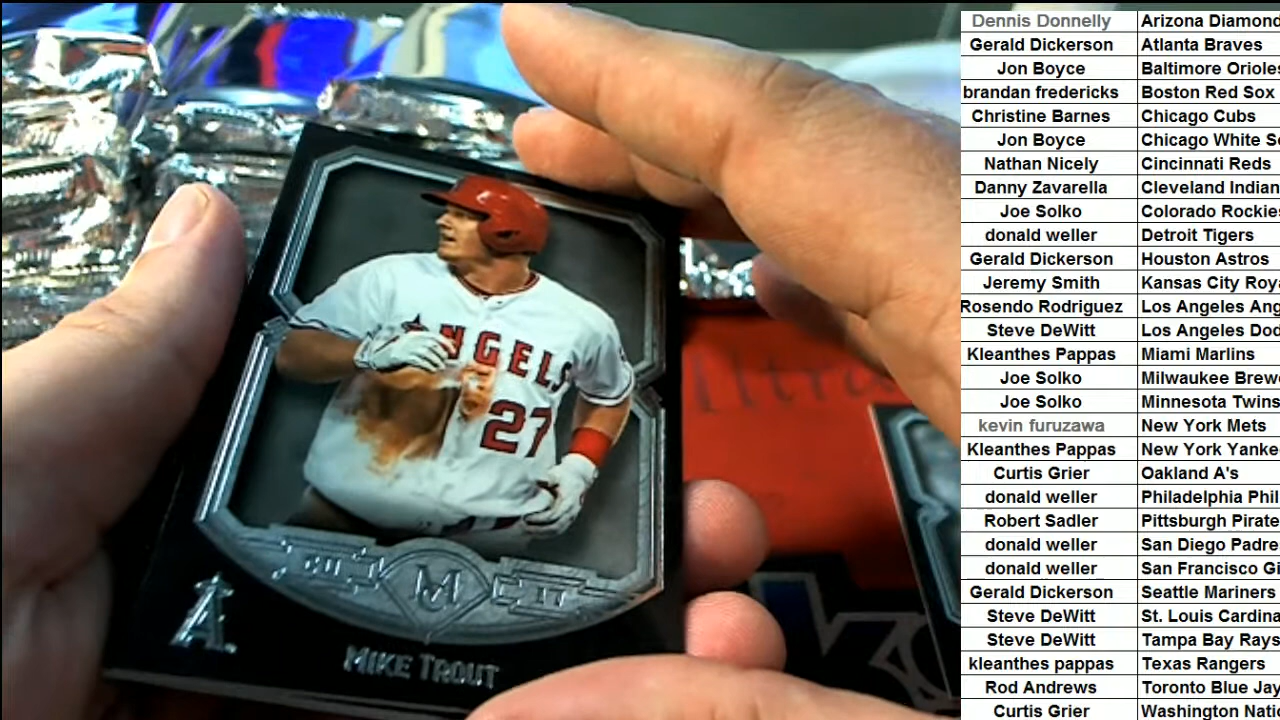 ANGELS
27
M
MIKE TROUT
A
Dennis Donnelly Arizona Diamond
Gerald Dickerson Atlanta Braves
Jon Boyce Baltimore Orioles
brandan fredericks Boston Red Sox
Christine Barnes Chicago Cubs
Jon Boyce Chicago White So
Nathan Nicely Cincinnati Reds
Danny Zavarella Cleveland Indian
Joe Solko Colorado Rockie
donald weller Detroit Tigers
Gerald Dickerson Houston Astros
Jeremy Smith Kansas City Roya
Rosendo Rodriguez Los Angeles Ang
Steve DeWitt Los Angeles Dod
Kleanthes Pappas Miami Marlins
Joe Solko Milwaukee Brewe
Joe Solko Minnesota Twins
kevin furuzawa New York Mets
Kleanthes Pappas New York Yanke
Curtis Grier Oakland A's
donald weller Philadelphia Phil
Robert Sadler Pittsburgh Pirate
donald weller San Diego Padre
donald weller San Francisco Gi
Gerald Dickerson Seattle Mariners
Steve DeWitt St. Louis Cardina
Steve DeWitt Tampa Bay Rays
kleanthes pappas Texas Rangers
Rod Andrews Toronto Blue Jay
Curtis Grier Washington Natio